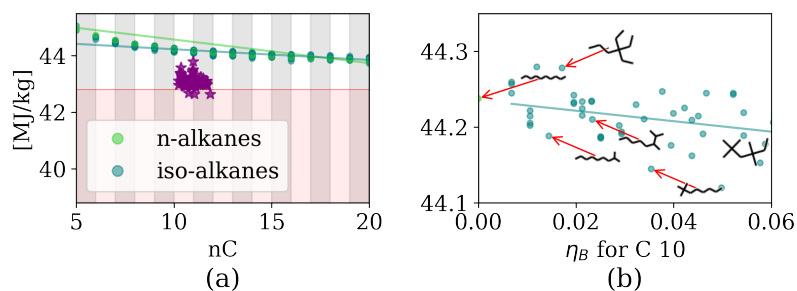 44
42
40
[MJ/kg]
n-alkanes
iso-alkanes
5
10
15
20
nC
(a)
44.3
44.2
44.1
0.00
0.02
0.04
0.06
η_B for C 10
(b)